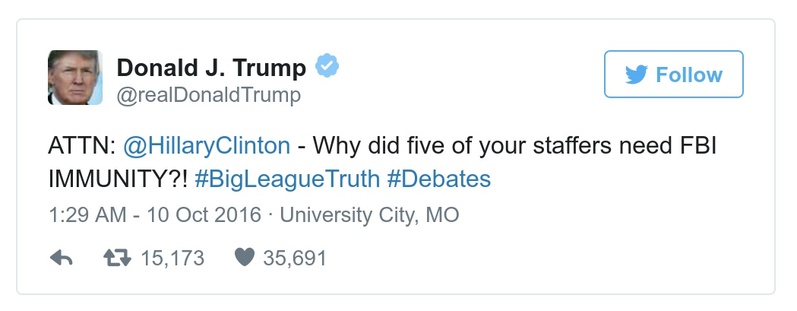 Donald J. Trump
@realDonaldTrump
Follow
ATTN: @HillaryClinton - Why did five of your staffers need FBI
IMMUNITY?! #BigLeagueTruth #Debates
1:29 AM - 10 Oct 2016 · University City, MO
15,173 35,691